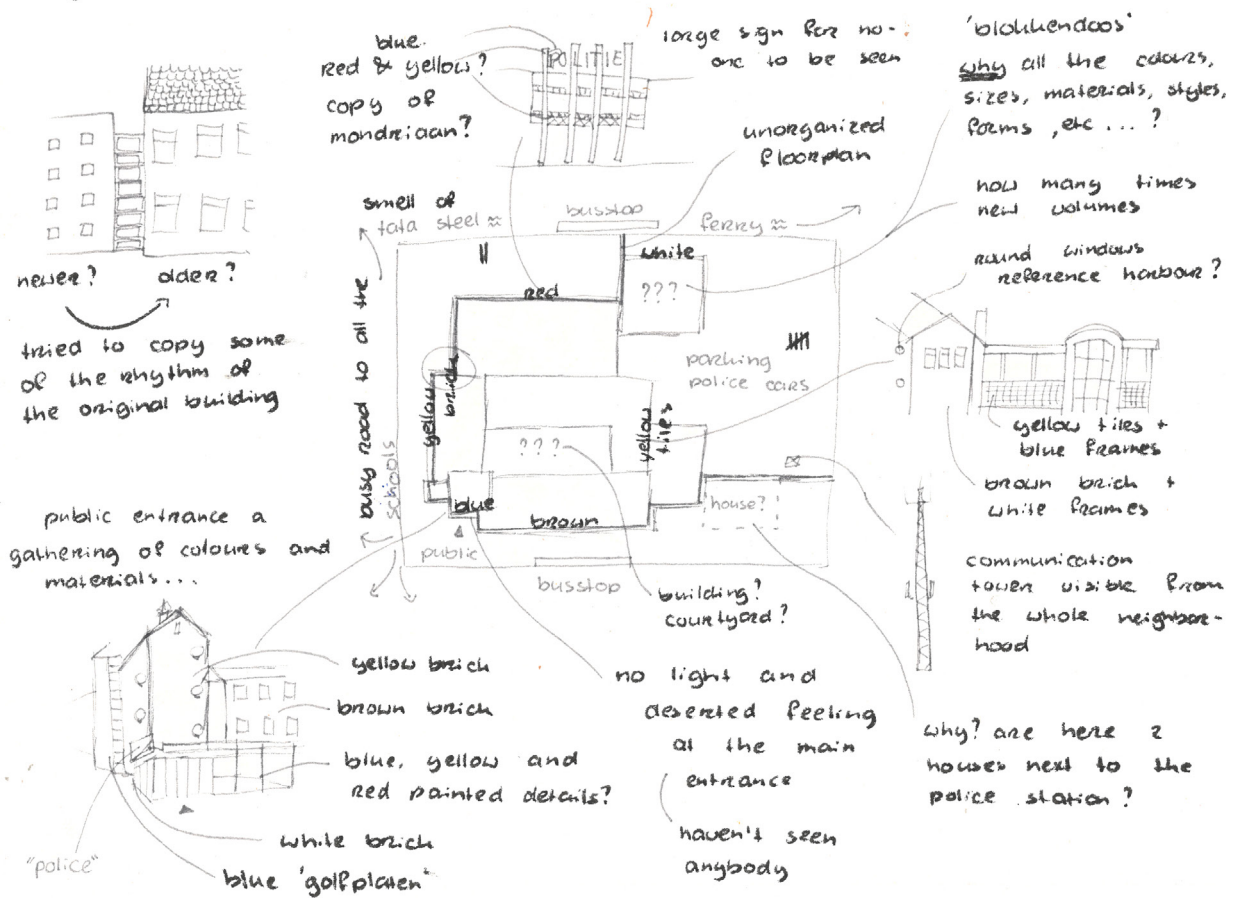 blue.
red & yellow?
copy of
mondriaan?
POLITIE
large sign for no-
one to be seen
'blokkendoos'
why all the colours,
sizes, materials, styles,
forms, etc ... ?
unorganized
floorplan
how many times
new volumes
round windows
reference harbour?
newer? older?
tried to copy some
of the rhythm of
the original building
smell of
tata steel
busstop
ferry
busy road to all the
schools
white
???
red
yellow
brick
parking
police cars
yellow
tiles
???
blue
brown
house?
public
busstop
building?
courtyard?
yellow tiles +
blue frames
brown brick +
white frames
communication
tower visible from
the whole neighbor-
hood
public entrance a
gathering of colours and
materials...
yellow brick
brown brick
blue, yellow and
red painted details?
white brick
blue 'golfplaten'
"police"
no light and
deserted feeling
at the main
entrance
haven't seen
anybody
why? are here 2
houses next to the
police station?